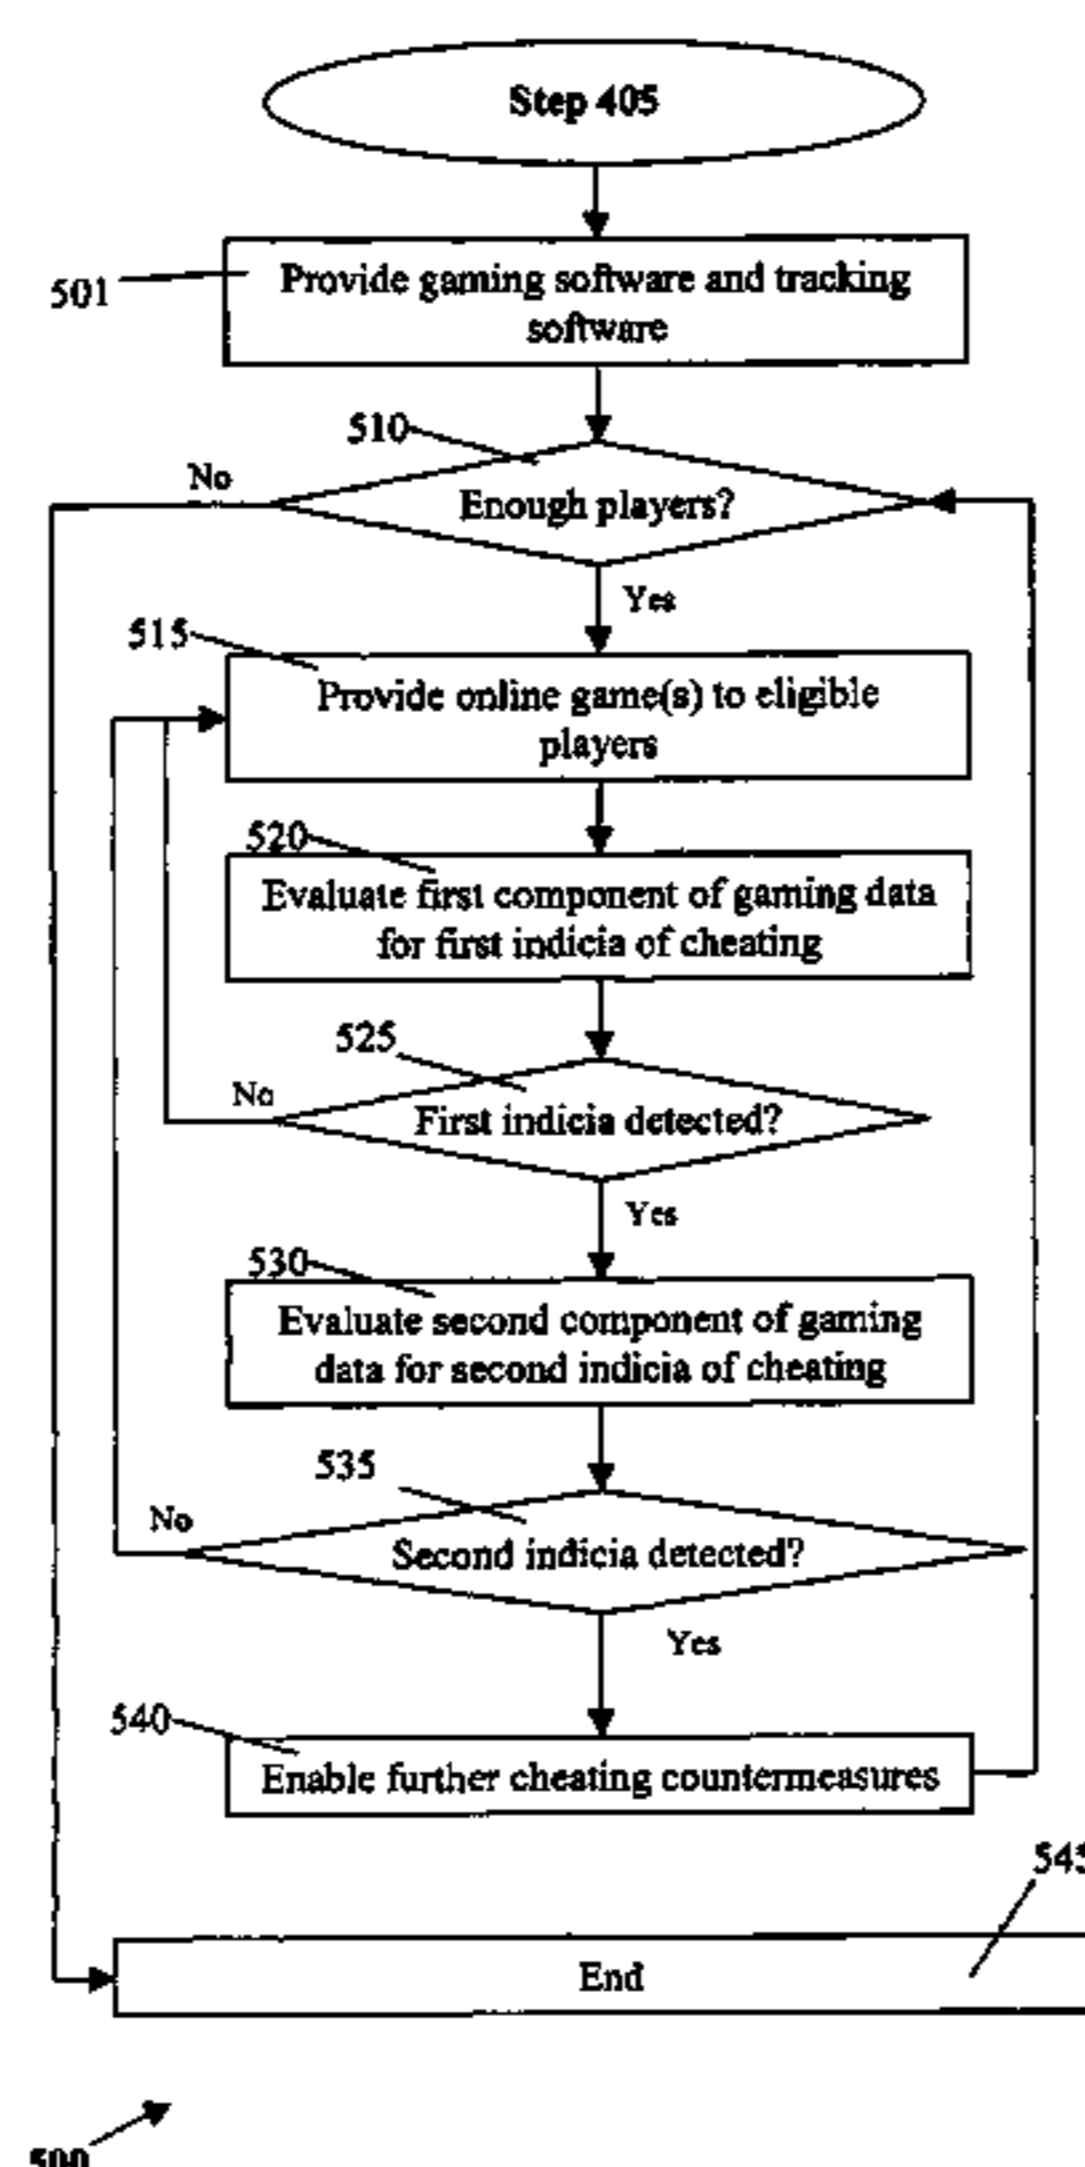 Step 405
501
Provide gaming software and tracking
software
510
No
Enough players?
Yes
515
Provide online game(s) to eligible
players
520
Evaluate first component of gaming data
for first indicia of cheating
525
No
First indicia detected?
Yes
530
Evaluate second component of gaming
data for second indicia of cheating
535
No
Second indicia detected?
Yes
540
Enable further cheating countermeasures
545
End
500